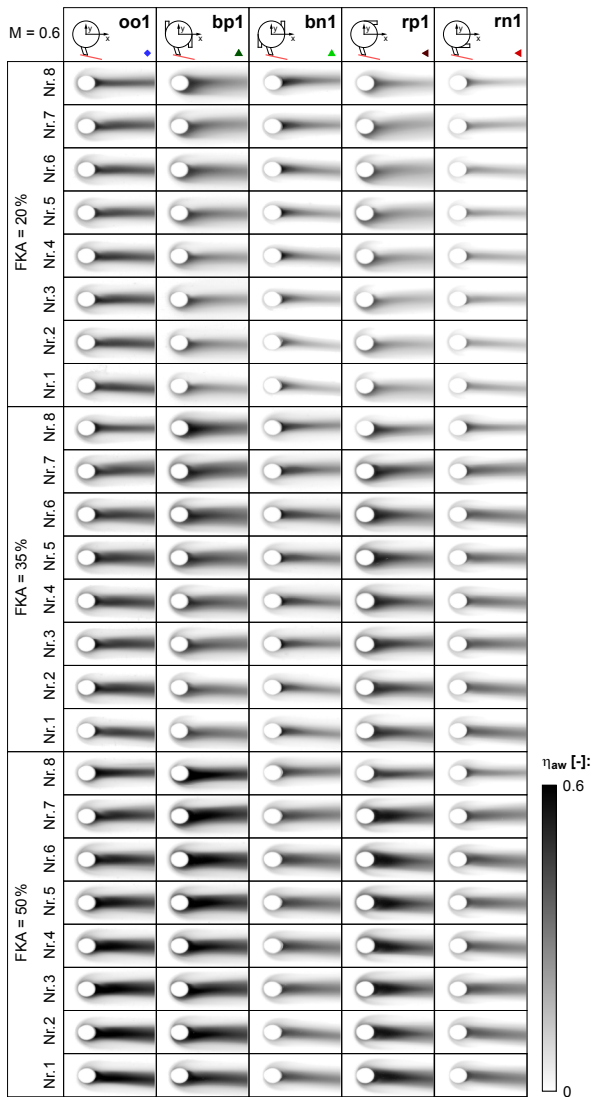 M = 0.6 oo1 bp1 bn1 rp1 rn1
y x y x y x y x y x
FKA = 20%
Nr. 8
Nr. 7
Nr. 6
Nr. 5
Nr. 4
Nr. 3
Nr. 2
Nr. 1
FKA = 35%
Nr. 8
Nr. 7
Nr. 6
Nr. 5
Nr. 4
Nr. 3
Nr. 2
Nr. 1
FKA = 50%
Nr. 8
Nr. 7
Nr. 6
Nr. 5
Nr. 4
Nr. 3
Nr. 2
Nr. 1
ηaw [-]:
0.6
0